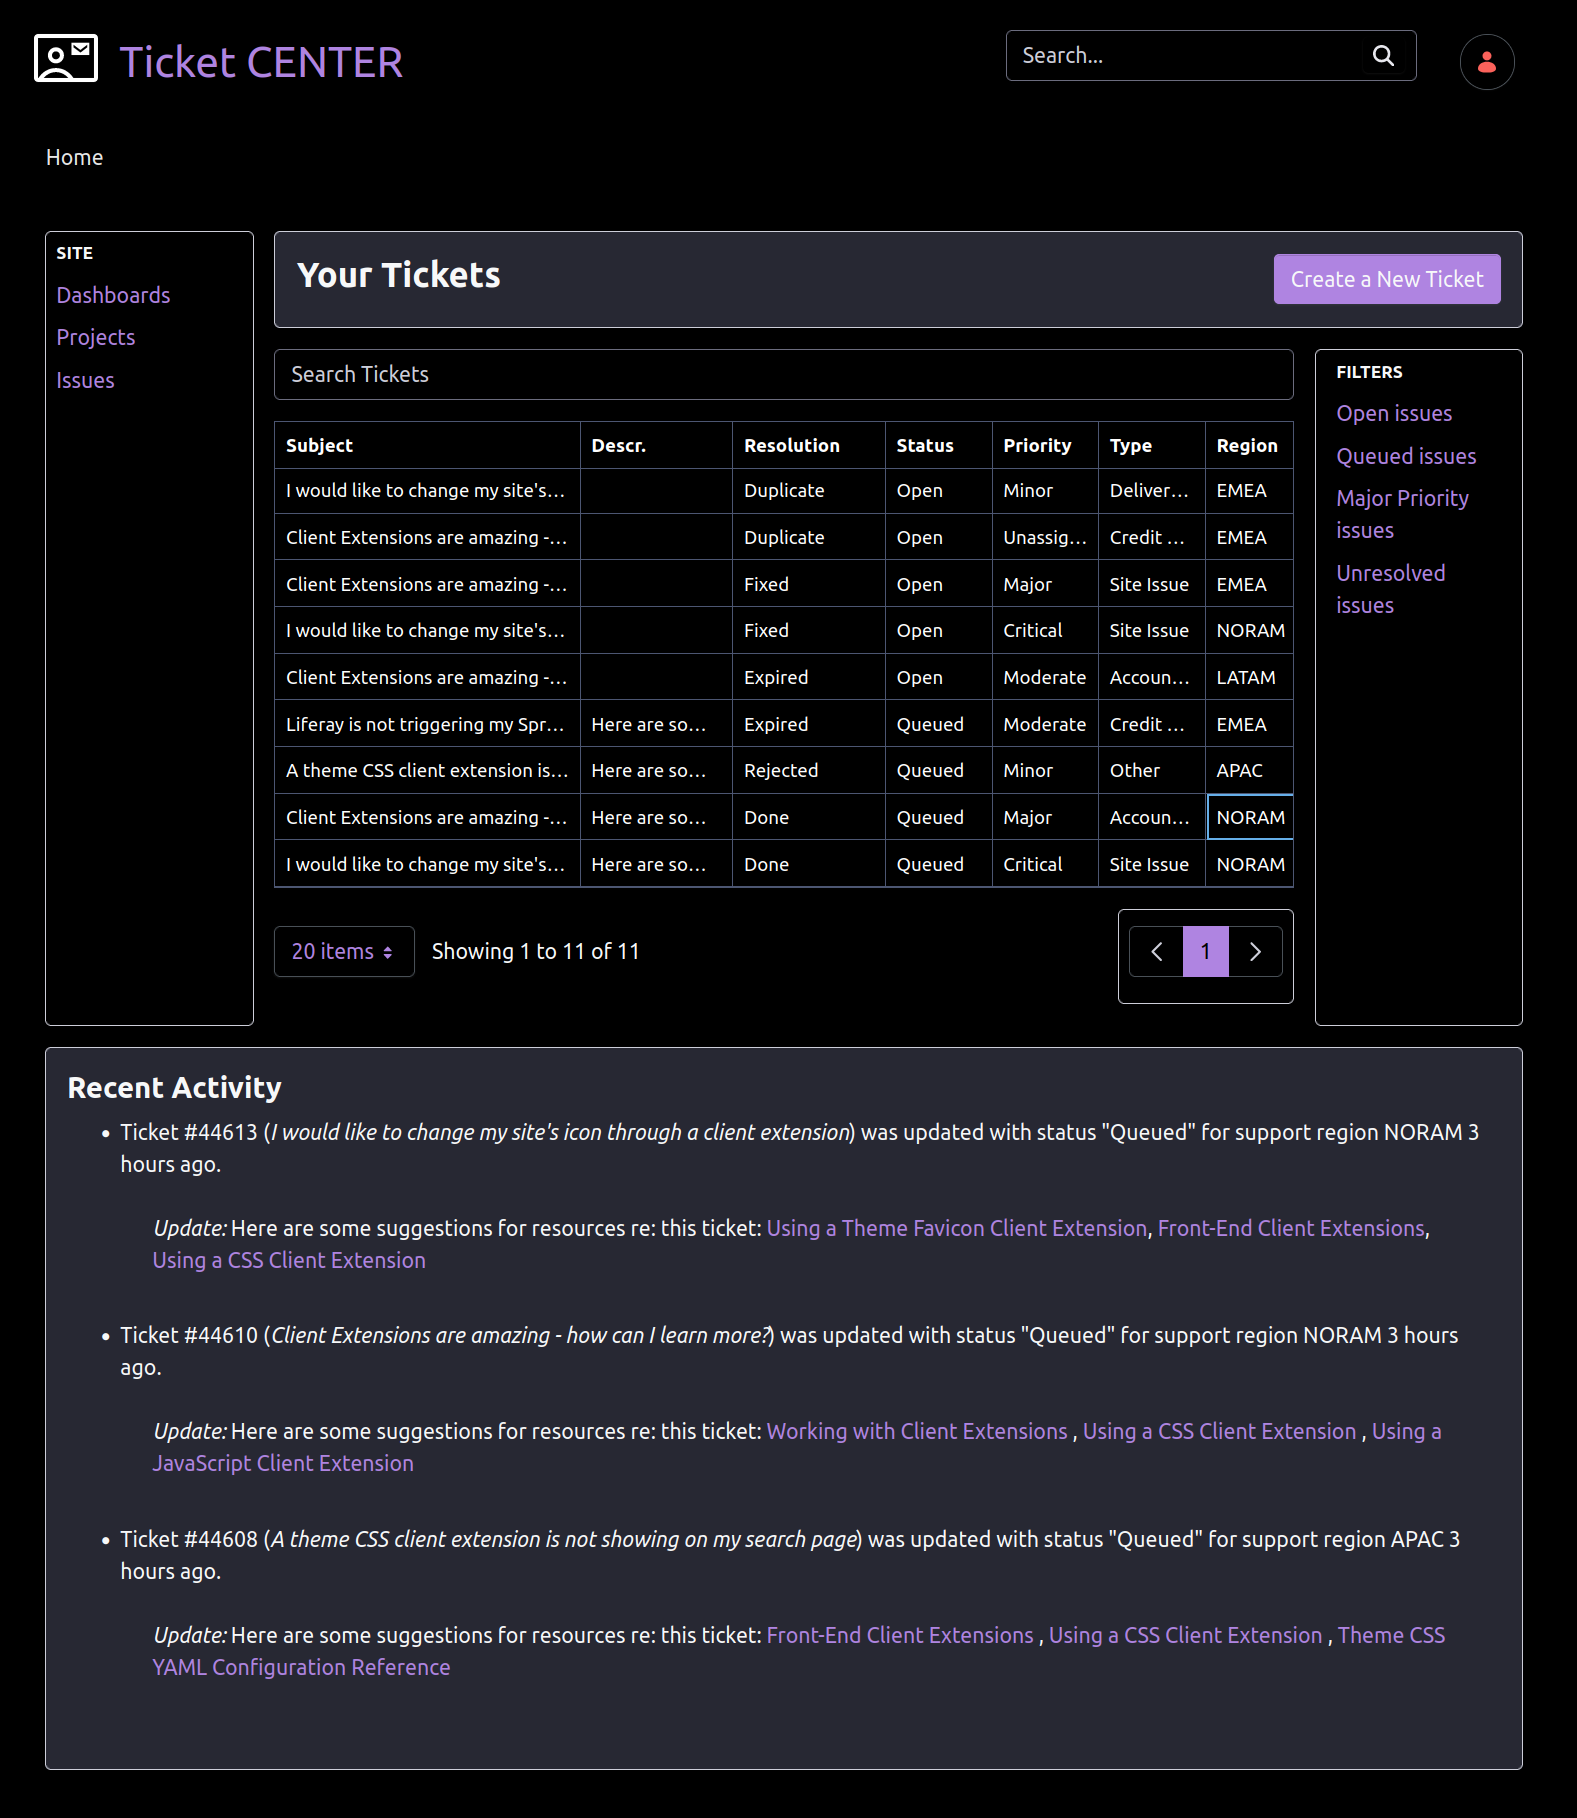 Ticket CENTER
Search...
Home
SITE
Dashboards
Projects
Issues
Your Tickets
Create a New Ticket
Search Tickets
Subject Descr. Resolution Status Priority Type Region
I would like to change my site's... Duplicate Open Minor Deliver... EMEA
Client Extensions are amazing -... Duplicate Open Unassig... Credit ... EMEA
Client Extensions are amazing -... Fixed Open Major Site Issue EMEA
I would like to change my site's... Fixed Open Critical Site Issue NORAM
Client Extensions are amazing -... Expired Open Moderate Accoun... LATAM
Liferay is not triggering my Spr... Here are so... Expired Queued Moderate Credit ... EMEA
A theme CSS client extension is... Here are so... Rejected Queued Minor Other APAC
Client Extensions are amazing -... Here are so... Done Queued Major Accoun... NORAM
I would like to change my site's... Here are so... Done Queued Critical Site Issue NORAM
20 items Showing 1 to 11 of 11
1
FILTERS
Open issues
Queued issues
Major Priority
issues
Unresolved
issues
Recent Activity
• Ticket #44613 (I would like to change my site's icon through a client extension) was updated with status "Queued" for support region NORAM 3
hours ago.
Update: Here are some suggestions for resources re: this ticket: Using a Theme Favicon Client Extension, Front-End Client Extensions,
Using a CSS Client Extension
• Ticket #44610 (Client Extensions are amazing - how can I learn more?) was updated with status "Queued" for support region NORAM 3 hours
ago.
Update: Here are some suggestions for resources re: this ticket: Working with Client Extensions , Using a CSS Client Extension , Using a
JavaScript Client Extension
• Ticket #44608 (A theme CSS client extension is not showing on my search page) was updated with status "Queued" for support region APAC 3
hours ago.
Update: Here are some suggestions for resources re: this ticket: Front-End Client Extensions , Using a CSS Client Extension , Theme CSS
YAML Configuration Reference